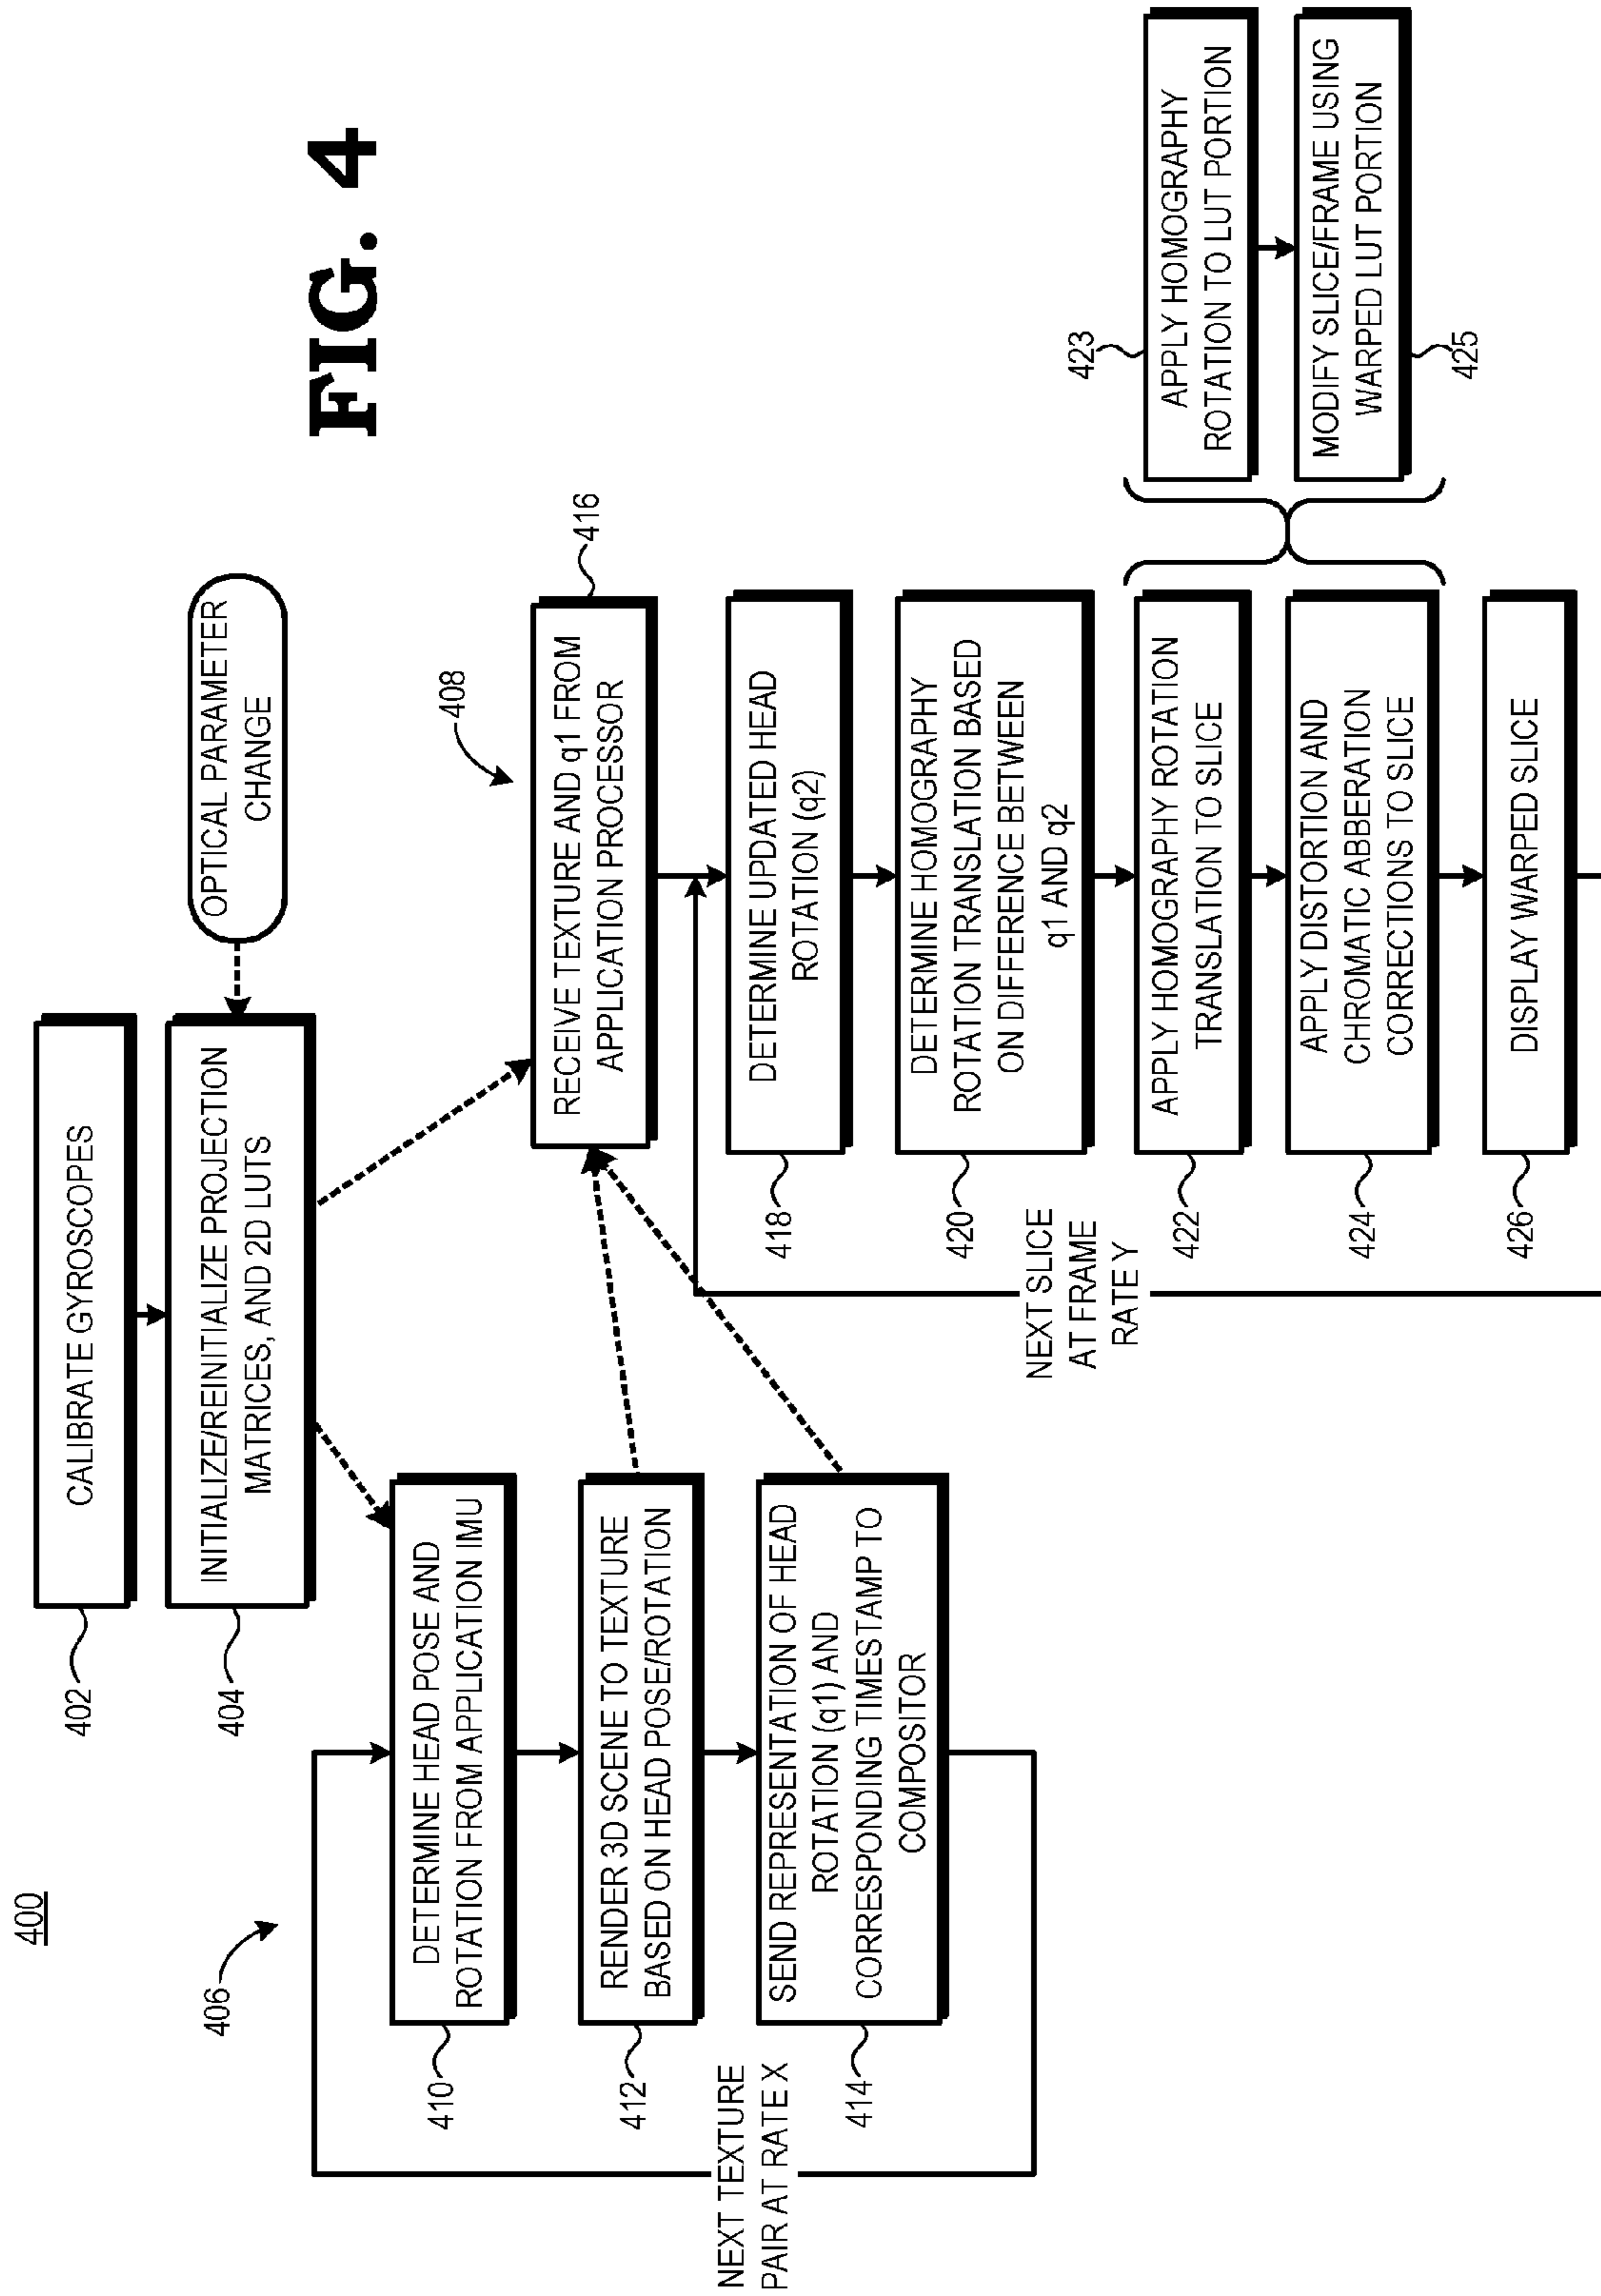 400
FIG. 4
402
CALIBRATE GYROSCOPES
404
INITIALIZE/REINITIALIZE PROJECTION
MATRICES, AND 2D LUTS
OPTICAL PARAMETER
CHANGE
406
410
DETERMINE HEAD POSE AND
ROTATION FROM APPLICATION IMU
412
RENDER 3D SCENE TO TEXTURE
BASED ON HEAD POSE/ROTATION
414
SEND REPRESENTATION OF HEAD
ROTATION (q1) AND
CORRESPONDING TIMESTAMP TO
COMPOSITOR
NEXT TEXTURE
PAIR AT RATE X
408
416
RECEIVE TEXTURE AND q1 FROM
APPLICATION PROCESSOR
418
DETERMINE UPDATED HEAD
ROTATION (q2)
420
DETERMINE HOMOGRAPHY
ROTATION TRANSLATION BASED
ON DIFFERENCE BETWEEN
q1 AND q2
422
APPLY HOMOGRAPHY ROTATION
TRANSLATION TO SLICE
424
APPLY DISTORTION AND
CHROMATIC ABBERATION
CORRECTIONS TO SLICE
426
DISPLAY WARPED SLICE
NEXT SLICE
AT FRAME
RATE Y
423
APPLY HOMOGRAPHY
ROTATION TO LUT PORTION
MODIFY SLICE/FRAME USING
WARPED LUT PORTION
425